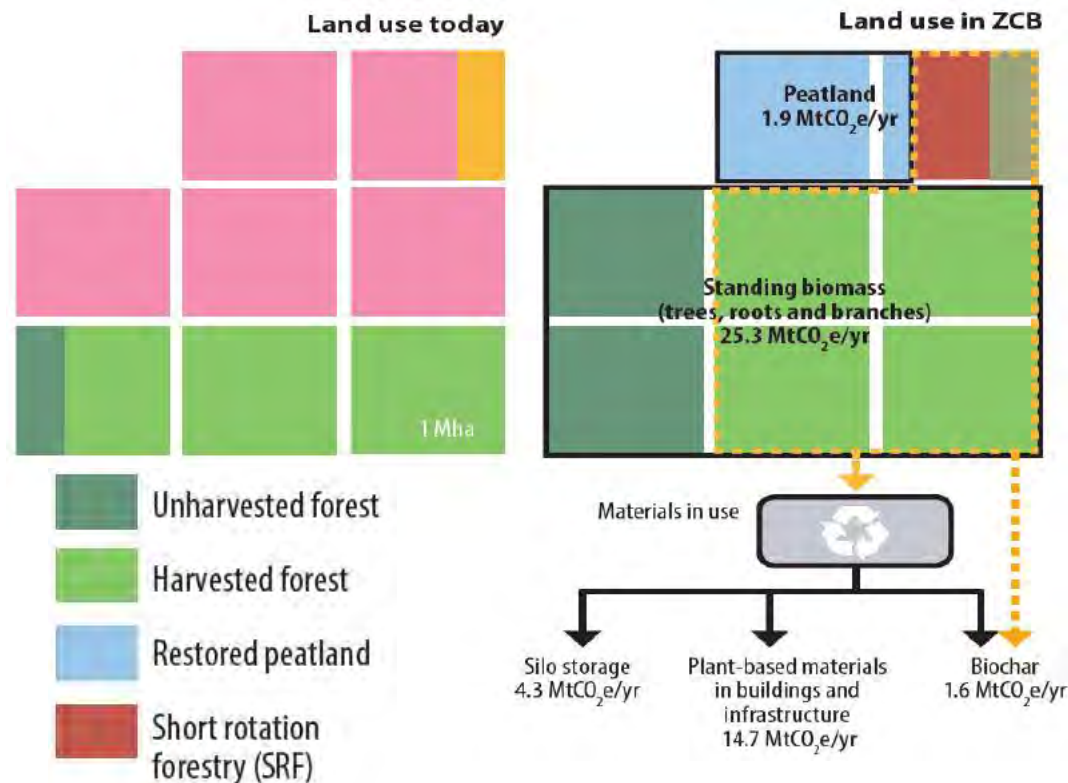 Land use today
Land use in ZCB
Peatland
1.9 MtCO₂e/yr
Standing biomass
(trees, roots and branches)
25.3 MtCO₂e/yr
1 Mha
Unharvested forest
Harvested forest
Restored peatland
Short rotation
forestry (SRF)
Materials in use
Silo storage
4.3 MtCO₂e/yr
Plant-based materials
in buildings and
infrastructure
14.7 MtCO₂e/yr
Biochar
1.6 MtCO₂e/yr